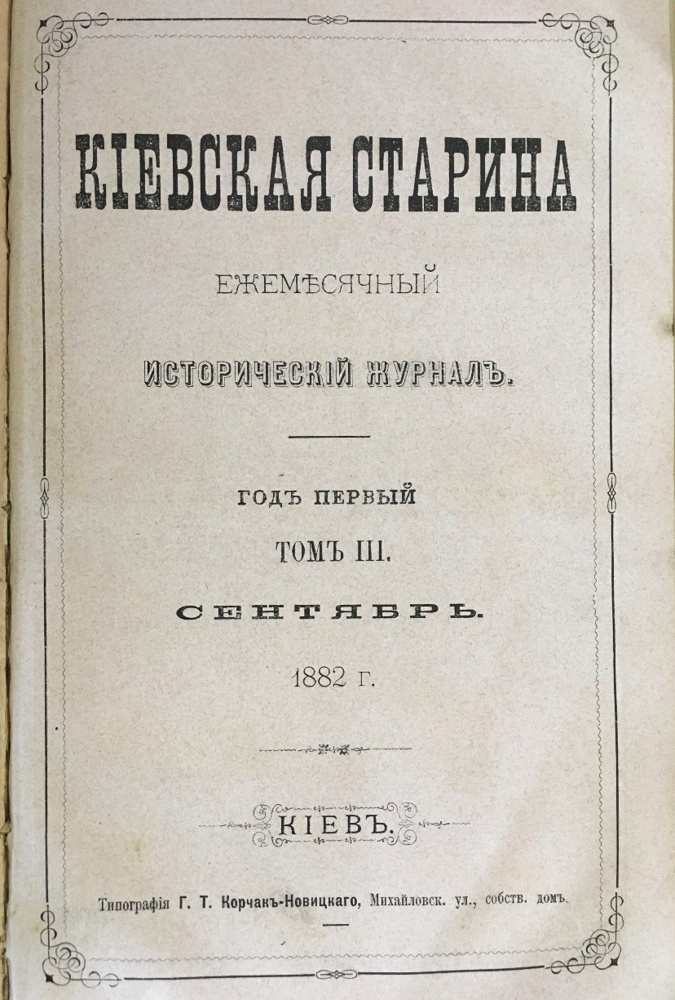 КІЕВСКАЯ СТАРИНА
ЕЖЕМѢСЯЧНЫЙ
ИСТОРИЧЕСКІЙ ЖУРНАЛЪ.
ГОДЪ ПЕРВЫЙ
ТОМЪ III.
СЕНТЯБРЬ.
1882 г.
КІЕВЪ.
Типографія Г. Т. Корчакъ-Новицкаго, Михайловск. ул., собств. домъ.